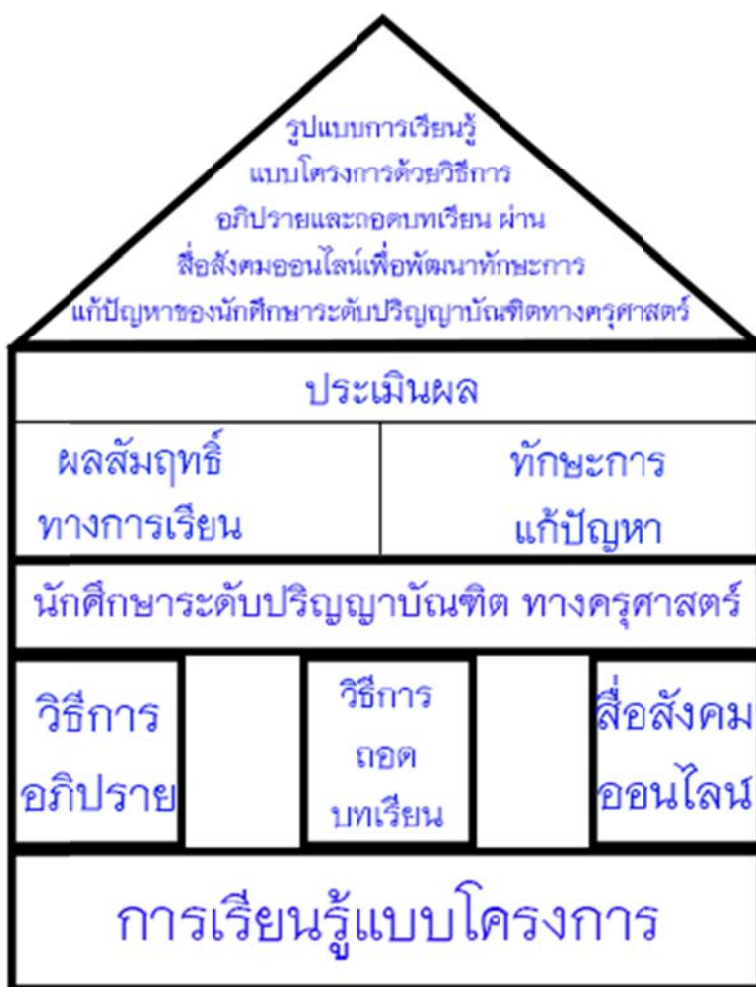 รูปแบบการเรียนรู้
แบบโครงการด้วยวิธีการ
อภิปรายและถอดบทเรียน ผ่าน
สื่อสังคมออนไลน์เพื่อพัฒนาทักษะการ
แก้ปัญหาของนักศึกษาระดับปริญญาบัณฑิตทางครุศาสตร์
ประเมินผล
ผลสัมฤทธิ์
ทางการเรียน
ทักษะการ
แก้ปัญหา
นักศึกษาระดับปริญญาบัณฑิต ทางครุศาสตร์
วิธีการ
อภิปราย
วิธีการ
ถอด
บทเรียน
สื่อสังคม
ออนไลน์
การเรียนรู้แบบโครงการ